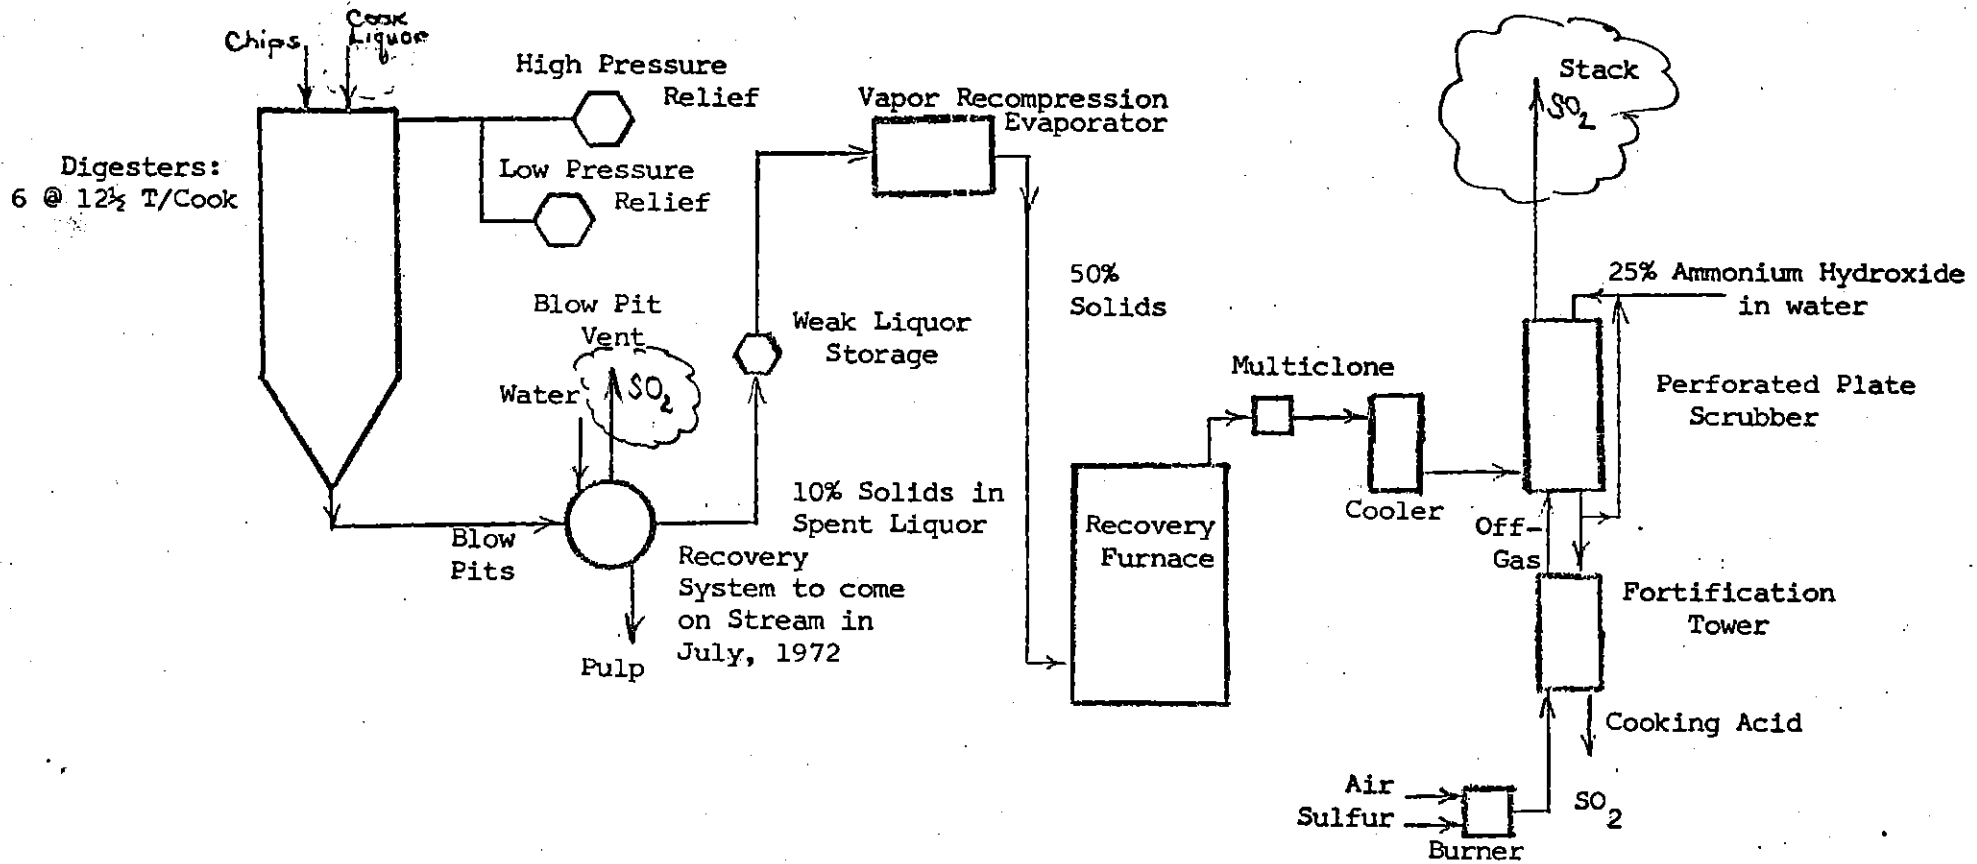 Chips
Cook
Liquor
High Pressure
Relief
Low Pressure
Relief
Digesters:
6 @ 12½ T/Cook
Vapor Recompression
Evaporator
Stack
SO2
50%
Solids
25% Ammonium Hydroxide
in water
Blow Pit
Vent
SO2
Water
Weak Liquor
Storage
Multiclone
Perforated Plate
Scrubber
10% Solids in
Spent Liquor
Blow
Pits
Recovery
System to come
on Stream in
July, 1972
Pulp
Recovery
Furnace
Cooler
Off-
Gas
Fortification
Tower
Cooking Acid
Air
Sulfur
SO2
Burner